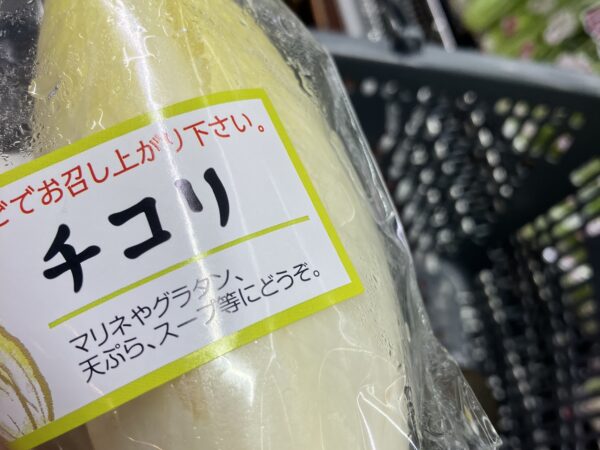 どでお召し上がり下さい。
チコリ
マリネやグラタン、
天ぷら、スープ等にどうぞ。